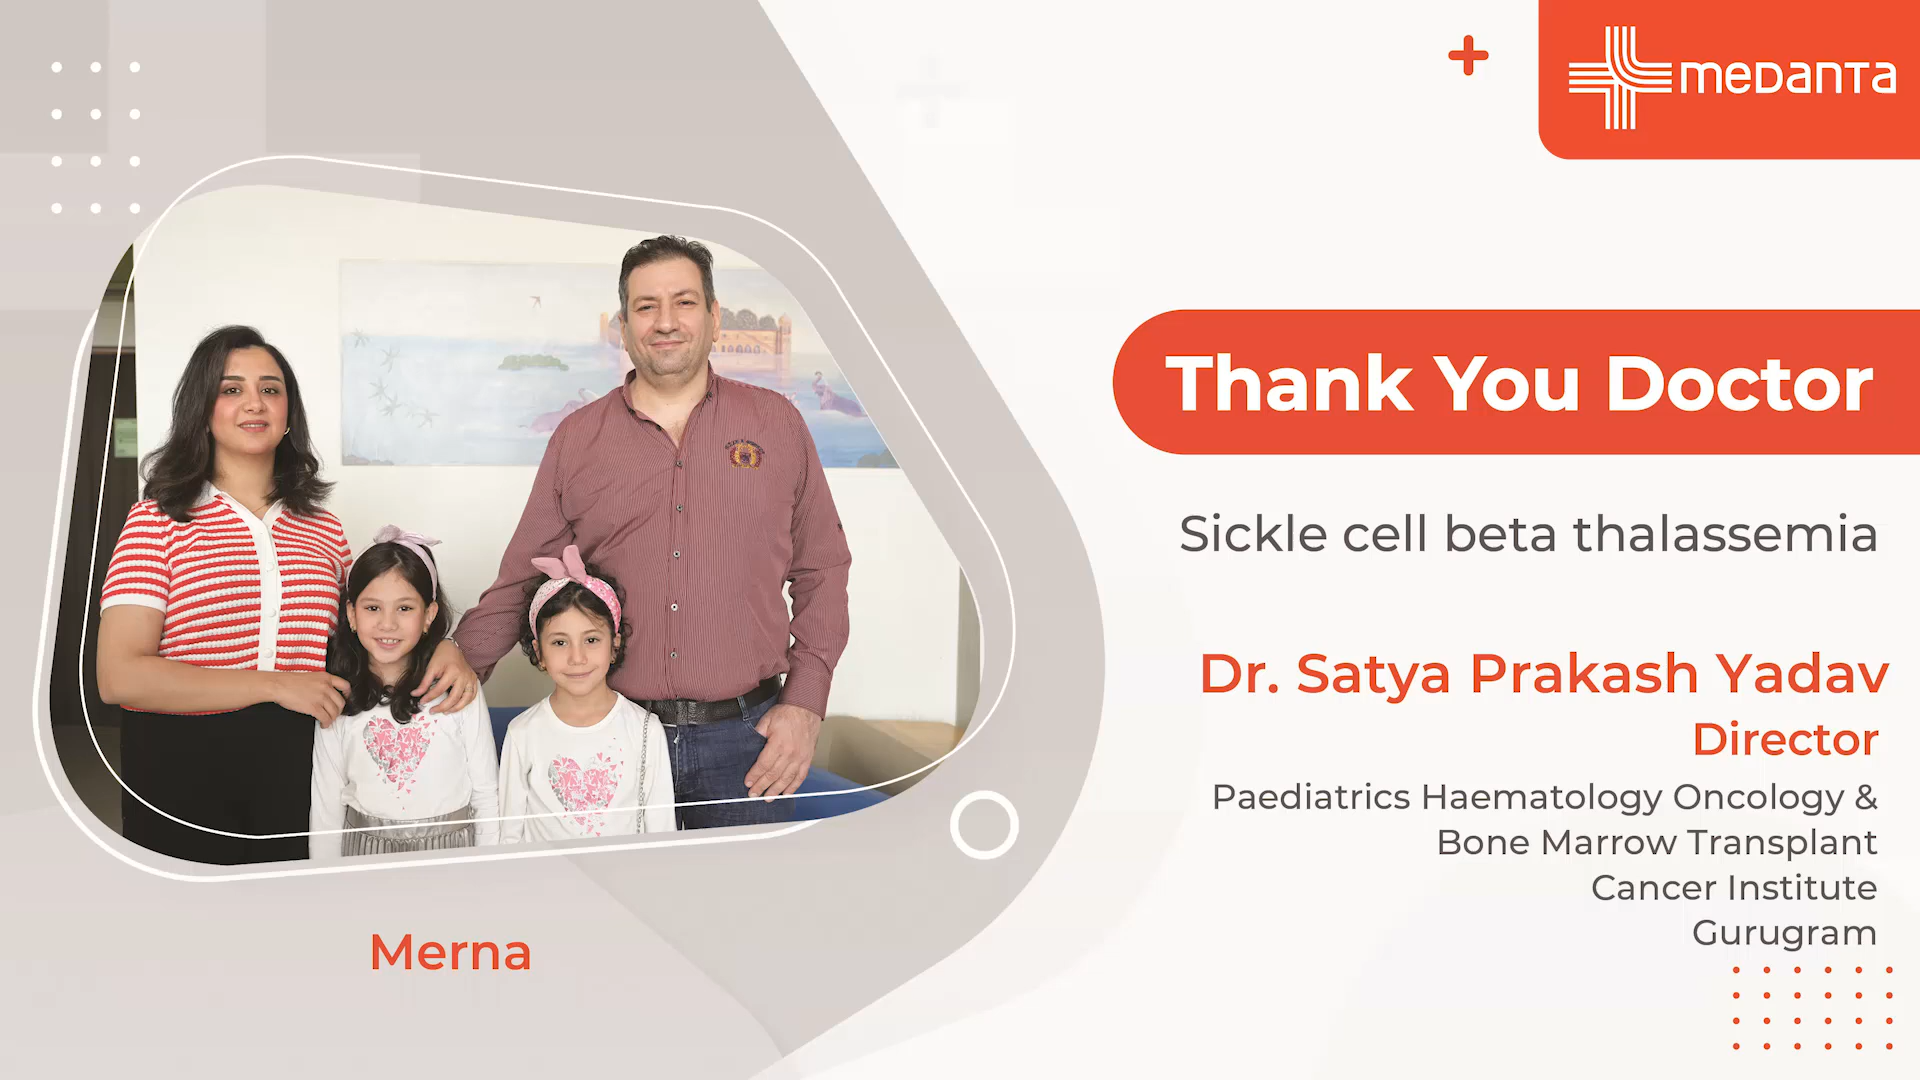 medanta
Thank You Doctor
Sickle cell beta thalassemia
Dr. Satya Prakash Yadav
Director
Paediatrics Haematology Oncology &
Bone Marrow Transplant
Cancer Institute
Gurugram
Merna